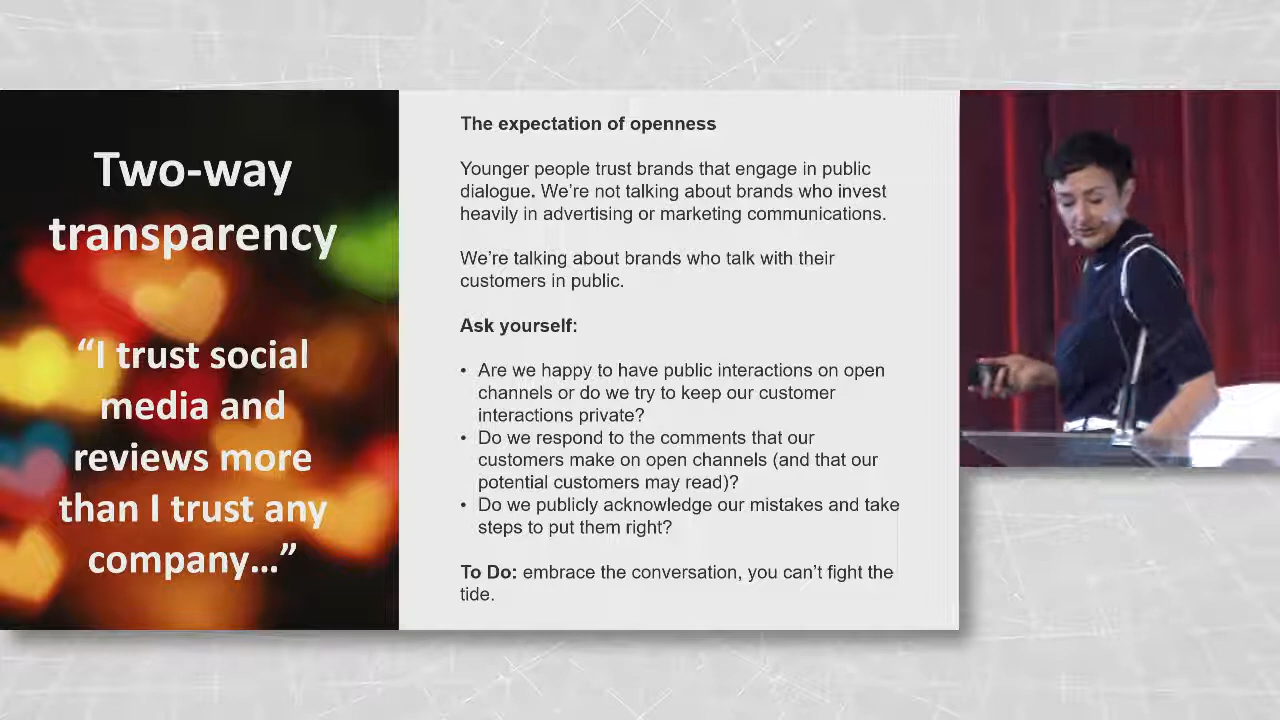 Two-way
transparency
“I trust social
media and
reviews more
than I trust any
company…”
The expectation of openness
Younger people trust brands that engage in public
dialogue. We’re not talking about brands who invest
heavily in advertising or marketing communications.
We’re talking about brands who talk with their
customers in public.
Ask yourself:
• Are we happy to have public interactions on open
channels or do we try to keep our customer
interactions private?
• Do we respond to the comments that our
customers make on open channels (and that our
potential customers may read)?
• Do we publicly acknowledge our mistakes and take
steps to put them right?
To Do: embrace the conversation, you can’t fight the
tide.